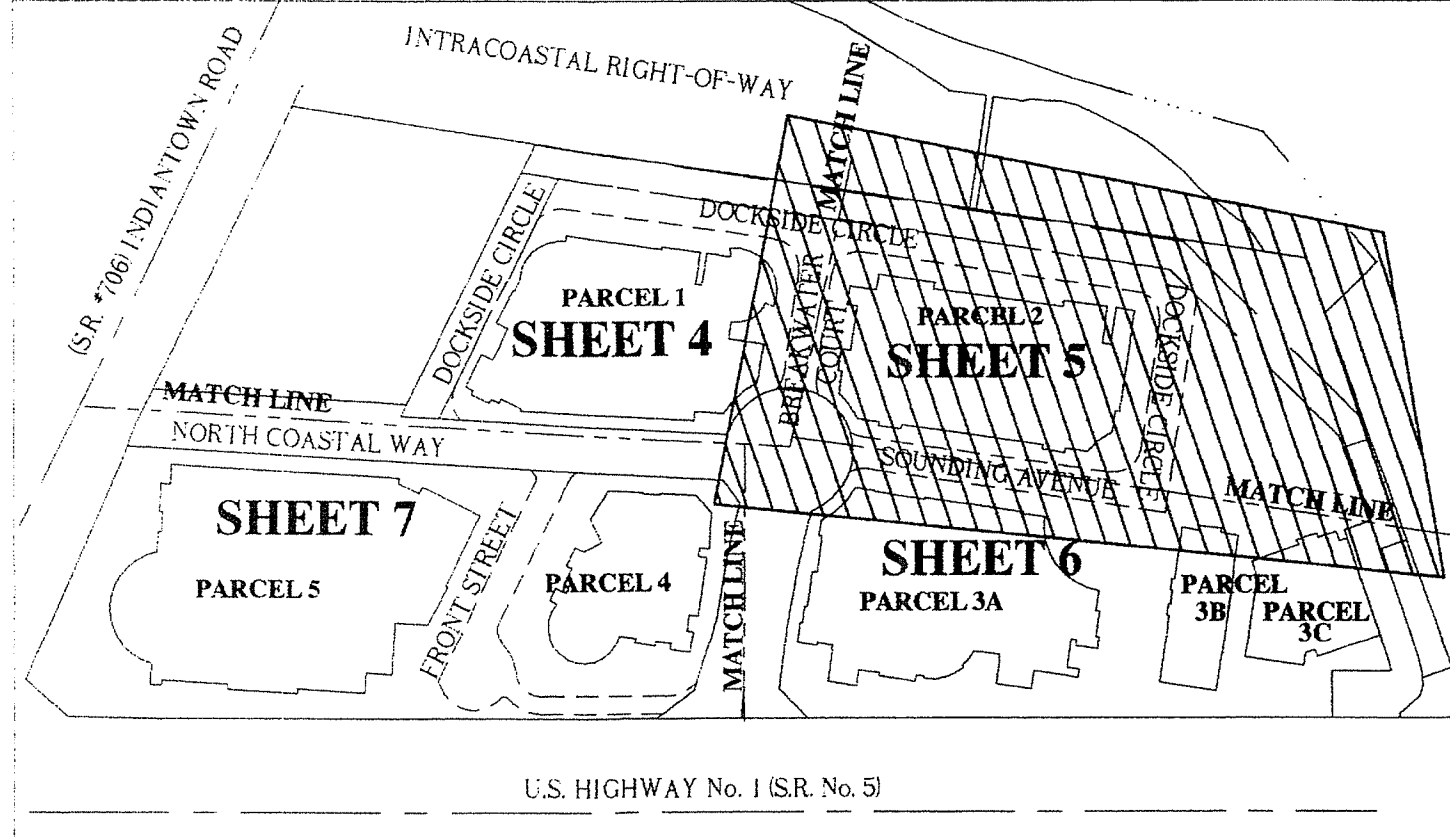 INTRACOASTAL RIGHT-OF-WAY
(S.R. #706) INDIANTOWN ROAD
MATCH LINE
DOCKSIDE CIRCLE
DOCKSIDE CIRCLE
PARCEL 1
SHEET 4
BREAKWATER
COURT
PARCEL 2
SHEET 5
DOCKSIDE CIRCLE
MATCH LINE
NORTH COASTAL WAY
SOUNDING AVENUE
MATCH LINE
SHEET 7
PARCEL 5
FRONT STREET
PARCEL 4
MATCH LINE
SHEET 6
PARCEL 3A
PARCEL
3B
PARCEL
3C
U.S. HIGHWAY No. 1 (S.R. No. 5)